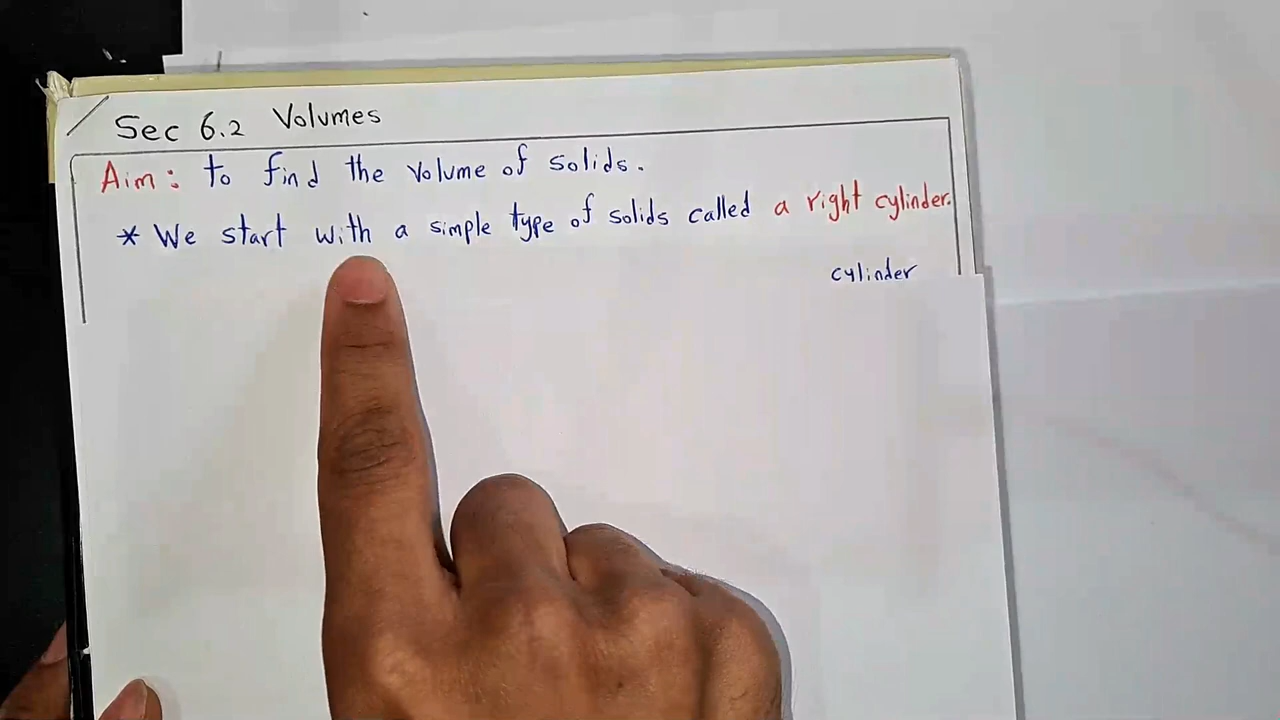 Sec 6.2 Volumes
Aim: to find the volume of solids.
* We start with a simple type of solids called a right cylinder.
cylinder